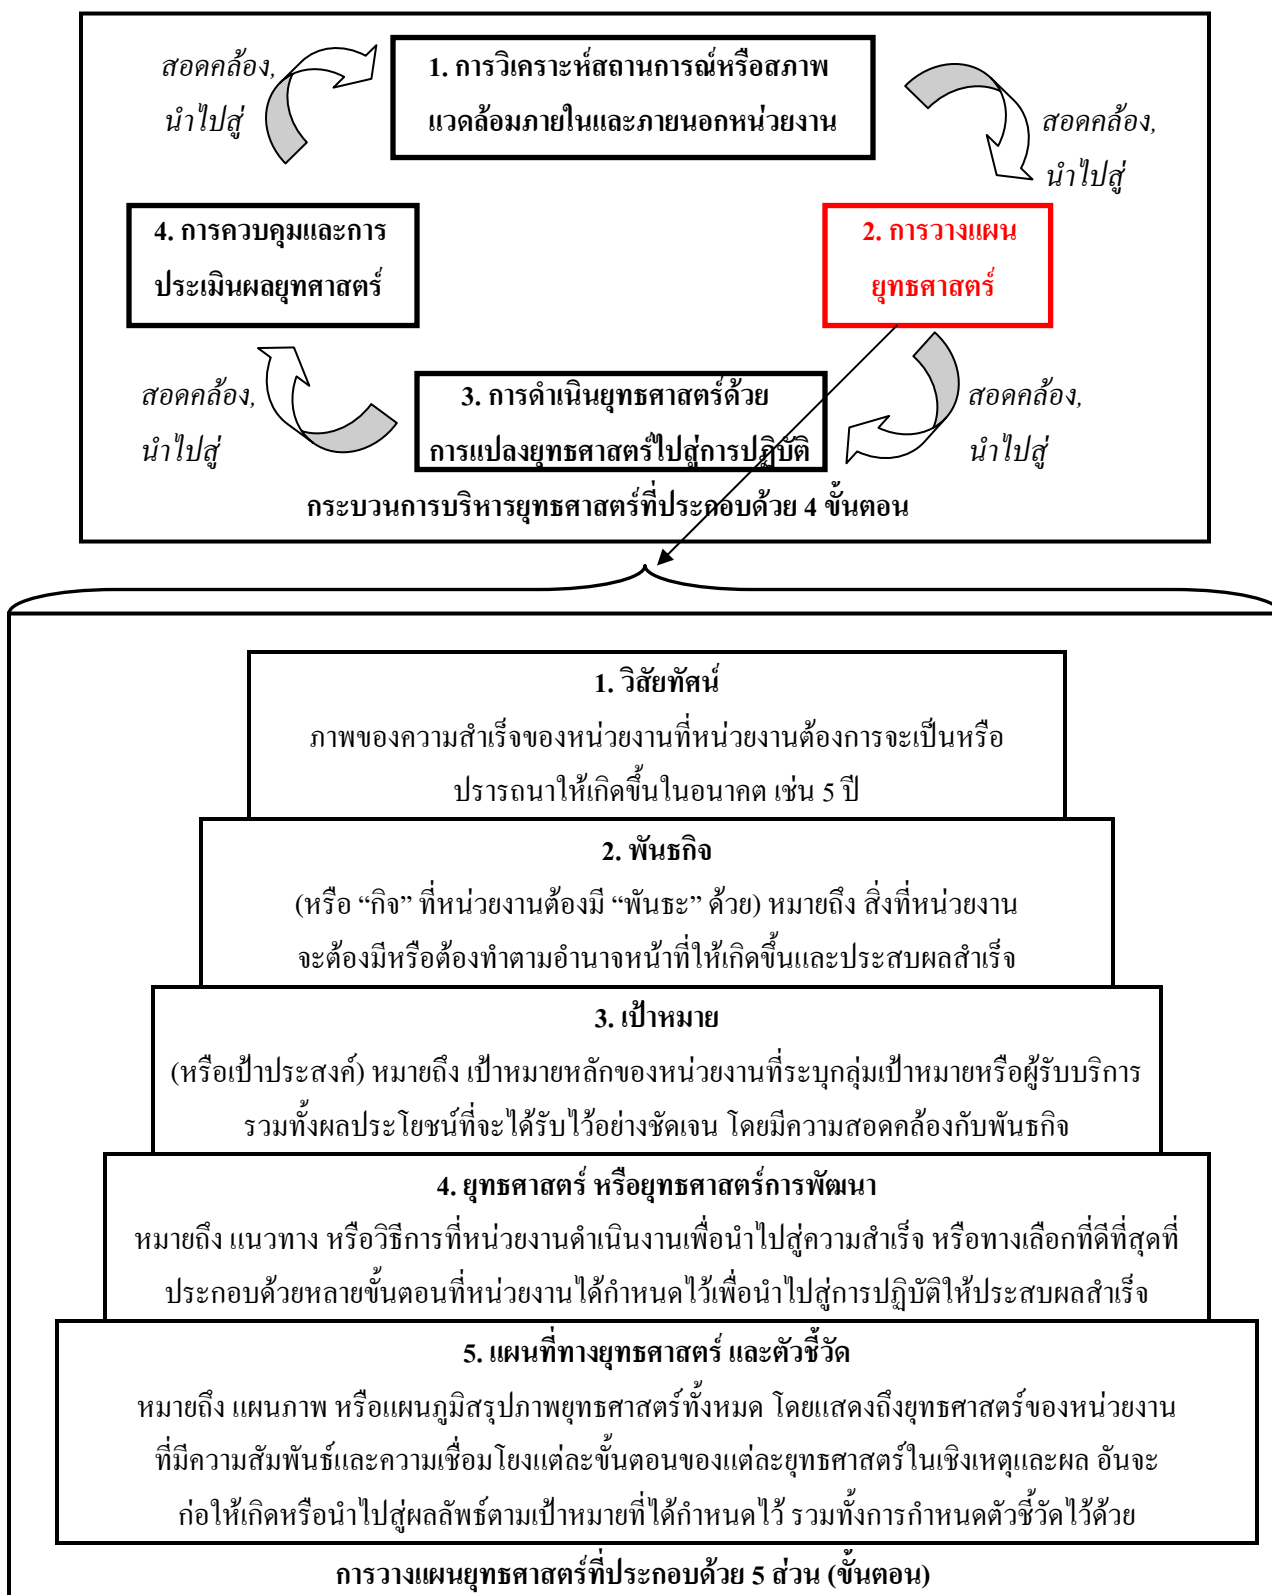 สอดคล้อง,
นำไปสู่
1. การวิเคราะห์สถานการณ์หรือสภาพ
แวดล้อมภายในและภายนอกหน่วยงาน
สอดคล้อง,
นำไปสู่
4. การควบคุมและการ
ประเมินผลยุทศาสตร์
2. การวางแผน
ยุทธศาสตร์
สอดคล้อง,
นำไปสู่
3. การดำเนินยุทธศาสตร์ด้วย
การแปลงยุทธศาสตร์ไปสู่การปฏิบัติ
สอดคล้อง,
นำไปสู่
กระบวนการบริหารยุทธศาสตร์ที่ประกอบด้วย 4 ขั้นตอน
1. วิสัยทัศน์
ภาพของความสำเร็จของหน่วยงานที่หน่วยงานต้องการจะเป็นหรือ
ปรารถนาให้เกิดขึ้นในอนาคต เช่น 5 ปี
2. พันธกิจ
(หรือ “กิจ” ที่หน่วยงานต้องมี “พันธะ” ด้วย) หมายถึง สิ่งที่หน่วยงาน
จะต้องมีหรือต้องทำตามอำนาจหน้าที่ให้เกิดขึ้นและประสบผลสำเร็จ
3. เป้าหมาย
(หรือเป้าประสงค์) หมายถึง เป้าหมายหลักของหน่วยงานที่ระบุกลุ่มเป้าหมายหรือผู้รับบริการ
รวมทั้งผลประโยชน์ที่จะได้รับไว้อย่างชัดเจน โดยมีความสอดคล้องกับพันธกิจ
4. ยุทธศาสตร์ หรือยุทธศาสตร์การพัฒนา
หมายถึง แนวทาง หรือวิธีการที่หน่วยงานดำเนินงานเพื่อนำไปสู่ความสำเร็จ หรือทางเลือกที่ดีที่สุดที่
ประกอบด้วยหลายขั้นตอนที่หน่วยงานได้กำหนดไว้เพื่อนำไปสู่การปฏิบัติให้ประสบผลสำเร็จ
5. แผนที่ทางยุทธศาสตร์ และตัวชี้วัด
หมายถึง แผนภาพ หรือแผนภูมิสรุปภาพยุทธศาสตร์ทั้งหมด โดยแสดงถึงยุทธศาสตร์ของหน่วยงาน
ที่มีความสัมพันธ์และความเชื่อมโยงแต่ละขั้นตอนของแต่ละยุทธศาสตร์ในเชิงเหตุและผล อันจะ
ก่อให้เกิดหรือนำไปสู่ผลลัพธ์ตามเป้าหมายที่ได้กำหนดไว้ รวมทั้งการกำหนดตัวชี้วัดไว้ด้วย
การวางแผนยุทธศาสตร์ที่ประกอบด้วย 5 ส่วน (ขั้นตอน)